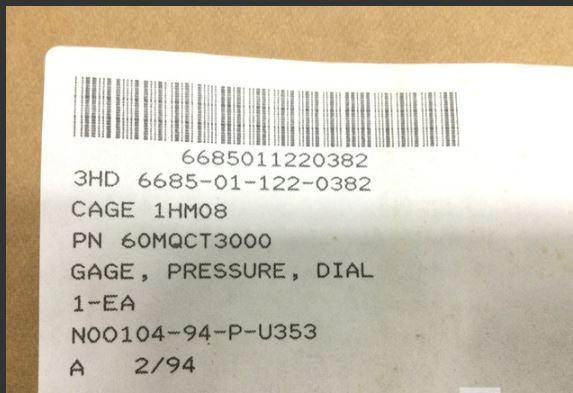 6685011220382
3HD 6685-01-122-0382
CAGE 1HM08
PN 60MQCT3000
GAGE, PRESSURE, DIAL
1-EA
N00104-94-P-U353
A 2/94